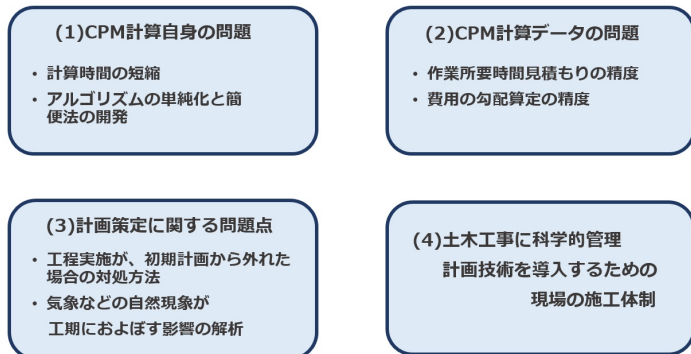 (1)CPM計算自身の問題
・ 計算時間の短縮
・ アルゴリズムの単純化と簡
便法の開発
(2)CPM計算データの問題
・ 作業所要時間見積もりの精度
・ 費用の勾配算定の精度
(3)計画策定に関する問題点
・ 工程実施が、初期計画から外れた
場合の対処方法
・ 気象などの自然現象が
工期におよぼす影響の解析
(4)土木工事に科学的管理
計画技術を導入するための
現場の施工体制